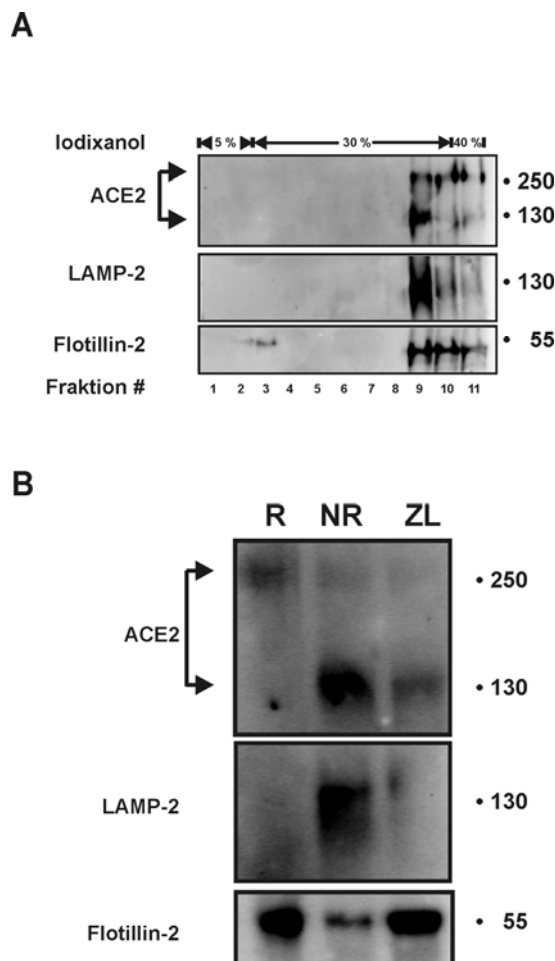 A
Iodixanol 5 % 30 % 40 %
ACE2
• 250
• 130
LAMP-2 • 130
Flotillin-2 • 55
Fraktion # 1 2 3 4 5 6 7 8 9 10 11
B
R NR ZL
• 250
ACE2
• 130
LAMP-2 • 130
Flotillin-2 • 55